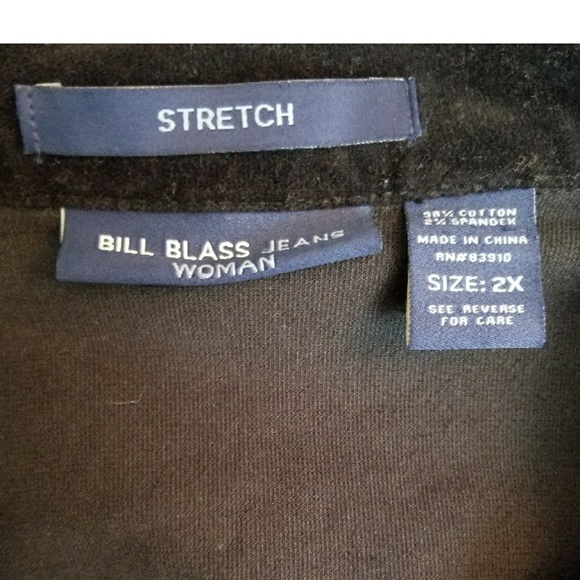 STRETCH
BILL BLASS JEANS
WOMAN
98% COTTON
2% SPANDEX
MADE IN CHINA
RN#83910
SIZE: 2X
SEE REVERSE
FOR CARE